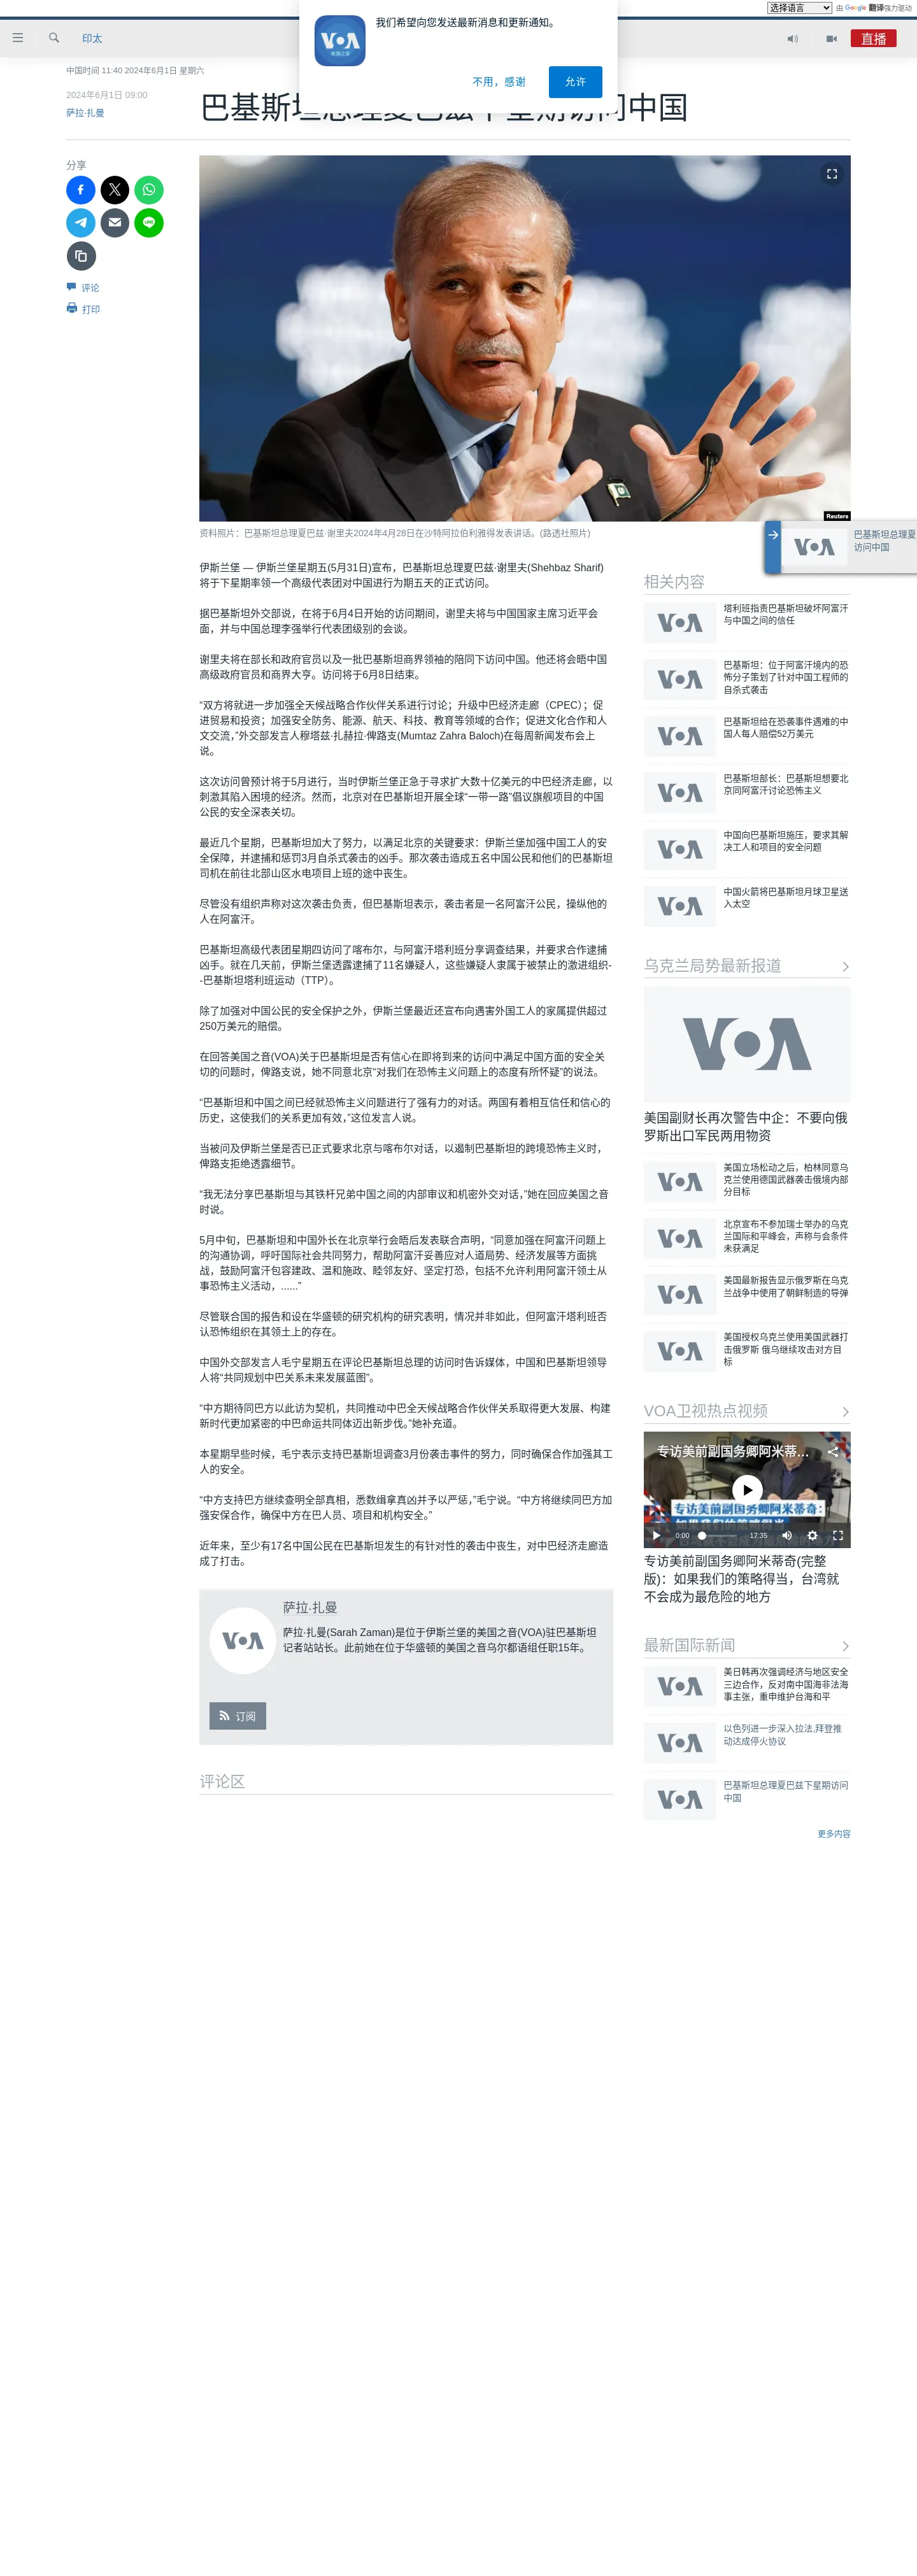 选择语言
由 Google 翻译强力驱动
我们希望向您发送最新消息和更新通知。
VOA
美国之音
不用，感谢
允许
印太
直播
中国时间 11:40 2024年6月1日 星期六
2024年6月1日 09:00
萨拉·扎曼
巴基斯坦总理夏巴兹下星期访问中国
分享
评论
打印
Reuters
资料照片：巴基斯坦总理夏巴兹·谢里夫2024年4月28日在沙特阿拉伯利雅得发表讲话。(路透社照片)
VOA
巴基斯坦总理夏
访问中国
伊斯兰堡 — 伊斯兰堡星期五(5月31日)宣布，巴基斯坦总理夏巴兹·谢里夫(Shehbaz Sharif)
将于下星期率领一个高级代表团对中国进行为期五天的正式访问。
据巴基斯坦外交部说，在将于6月4日开始的访问期间，谢里夫将与中国国家主席习近平会
面，并与中国总理李强举行代表团级别的会谈。
谢里夫将在部长和政府官员以及一批巴基斯坦商界领袖的陪同下访问中国。他还将会晤中国
高级政府官员和商界大亨。访问将于6月8日结束。
“双方将就进一步加强全天候战略合作伙伴关系进行讨论；升级中巴经济走廊（CPEC）；促
进贸易和投资；加强安全防务、能源、航天、科技、教育等领域的合作；促进文化合作和人
文交流，”外交部发言人穆塔兹·扎赫拉·俾路支(Mumtaz Zahra Baloch)在每周新闻发布会上
说。
这次访问曾预计将于5月进行，当时伊斯兰堡正急于寻求扩大数十亿美元的中巴经济走廊，以
刺激其陷入困境的经济。然而，北京对在巴基斯坦开展全球“一带一路”倡议旗舰项目的中国
公民的安全深表关切。
最近几个星期，巴基斯坦加大了努力，以满足北京的关键要求：伊斯兰堡加强中国工人的安
全保障，并逮捕和惩罚3月自杀式袭击的凶手。那次袭击造成五名中国公民和他们的巴基斯坦
司机在前往北部山区水电项目上班的途中丧生。
尽管没有组织声称对这次袭击负责，但巴基斯坦表示，袭击者是一名阿富汗公民，操纵他的
人在阿富汗。
巴基斯坦高级代表团星期四访问了喀布尔，与阿富汗塔利班分享调查结果，并要求合作逮捕
凶手。就在几天前，伊斯兰堡透露逮捕了11名嫌疑人，这些嫌疑人隶属于被禁止的激进组织-
-巴基斯坦塔利班运动（TTP）。
除了加强对中国公民的安全保护之外，伊斯兰堡最近还宣布向遇害外国工人的家属提供超过
250万美元的赔偿。
在回答美国之音(VOA)关于巴基斯坦是否有信心在即将到来的访问中满足中国方面的安全关
切的问题时，俾路支说，她不同意北京“对我们在恐怖主义问题上的态度有所怀疑”的说法。
“巴基斯坦和中国之间已经就恐怖主义问题进行了强有力的对话。两国有着相互信任和信心的
历史，这使我们的关系更加有效，”这位发言人说。
当被问及伊斯兰堡是否已正式要求北京与喀布尔对话，以遏制巴基斯坦的跨境恐怖主义时，
俾路支拒绝透露细节。
“我无法分享巴基斯坦与其铁杆兄弟中国之间的内部审议和机密外交对话，”她在回应美国之音
时说。
5月中旬，巴基斯坦和中国外长在北京举行会晤后发表联合声明，“同意加强在阿富汗问题上
的沟通协调，呼吁国际社会共同努力，帮助阿富汗妥善应对人道局势、经济发展等方面挑
战，鼓励阿富汗包容建政、温和施政、睦邻友好、坚定打恐，包括不允许利用阿富汗领土从
事恐怖主义活动，......”
尽管联合国的报告和设在华盛顿的研究机构的研究表明，情况并非如此，但阿富汗塔利班否
认恐怖组织在其领土上的存在。
中国外交部发言人毛宁星期五在评论巴基斯坦总理的访问时告诉媒体，中国和巴基斯坦领导
人将“共同规划中巴关系未来发展蓝图”。
“中方期待同巴方以此访为契机，共同推动中巴全天候战略合作伙伴关系取得更大发展、构建
新时代更加紧密的中巴命运共同体迈出新步伐。”她补充道。
本星期早些时候，毛宁表示支持巴基斯坦调查3月份袭击事件的努力，同时确保合作加强其工
人的安全。
“中方支持巴方继续查明全部真相，悉数缉拿真凶并予以严惩，”毛宁说。“中方将继续同巴方加
强安保合作，确保中方在巴人员、项目和机构安全。”
近年来，至少有17名中国公民在巴基斯坦发生的有针对性的袭击中丧生，对中巴经济走廊造
成了打击。
VOA
萨拉·扎曼
萨拉·扎曼(Sarah Zaman)是位于伊斯兰堡的美国之音(VOA)驻巴基斯坦
记者站站长。此前她在位于华盛顿的美国之音乌尔都语组任职15年。
订阅
评论区
相关内容
VOA
塔利班指责巴基斯坦破坏阿富汗
与中国之间的信任
VOA
巴基斯坦：位于阿富汗境内的恐
怖分子策划了针对中国工程师的
自杀式袭击
VOA
巴基斯坦给在恐袭事件遇难的中
国人每人赔偿52万美元
VOA
巴基斯坦部长：巴基斯坦想要北
京同阿富汗讨论恐怖主义
VOA
中国向巴基斯坦施压，要求其解
决工人和项目的安全问题
VOA
中国火箭将巴基斯坦月球卫星送
入太空
乌克兰局势最新报道
VOA
美国副财长再次警告中企：不要向俄
罗斯出口军民两用物资
VOA
美国立场松动之后，柏林同意乌
克兰使用德国武器袭击俄境内部
分目标
VOA
北京宣布不参加瑞士举办的乌克
兰国际和平峰会，声称与会条件
未获满足
VOA
美国最新报告显示俄罗斯在乌克
兰战争中使用了朝鲜制造的导弹
VOA
美国授权乌克兰使用美国武器打
击俄罗斯 俄乌继续攻击对方目
标
VOA卫视热点视频
专访美前副国务卿阿米蒂…
专访美前副国务卿阿米蒂奇：
0:00
17:35
专访美前副国务卿阿米蒂奇(完整
版)：如果我们的策略得当，台湾就
不会成为最危险的地方
最新国际新闻
VOA
美日韩再次强调经济与地区安全
三边合作，反对南中国海非法海
事主张，重申维护台海和平
VOA
以色列进一步深入拉法,拜登推
动达成停火协议
VOA
巴基斯坦总理夏巴兹下星期访问
中国
更多内容